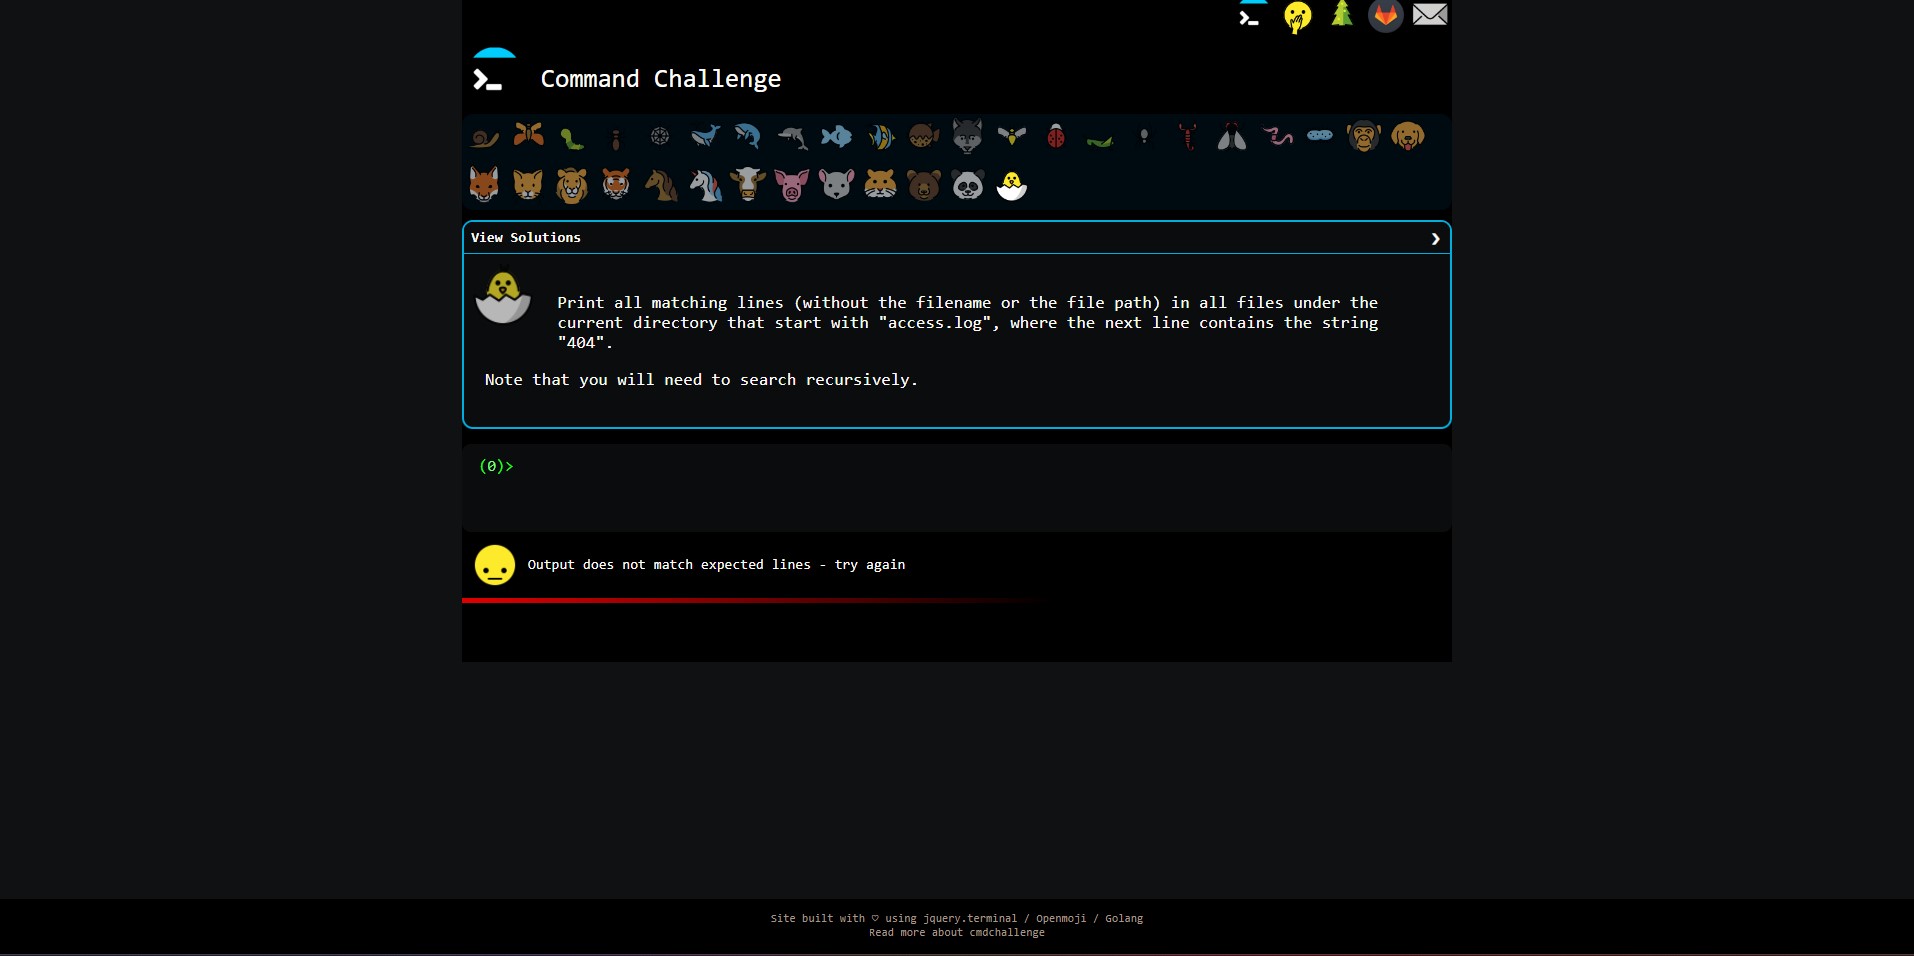 Command Challenge
View Solutions
Print all matching lines (without the filename or the file path) in all files under the
current directory that start with "access.log", where the next line contains the string
"404".
Note that you will need to search recursively.
(0)>
Output does not match expected lines - try again
Site built with ♡ using jquery.terminal / Openmoji / Golang
Read more about cmdchallenge